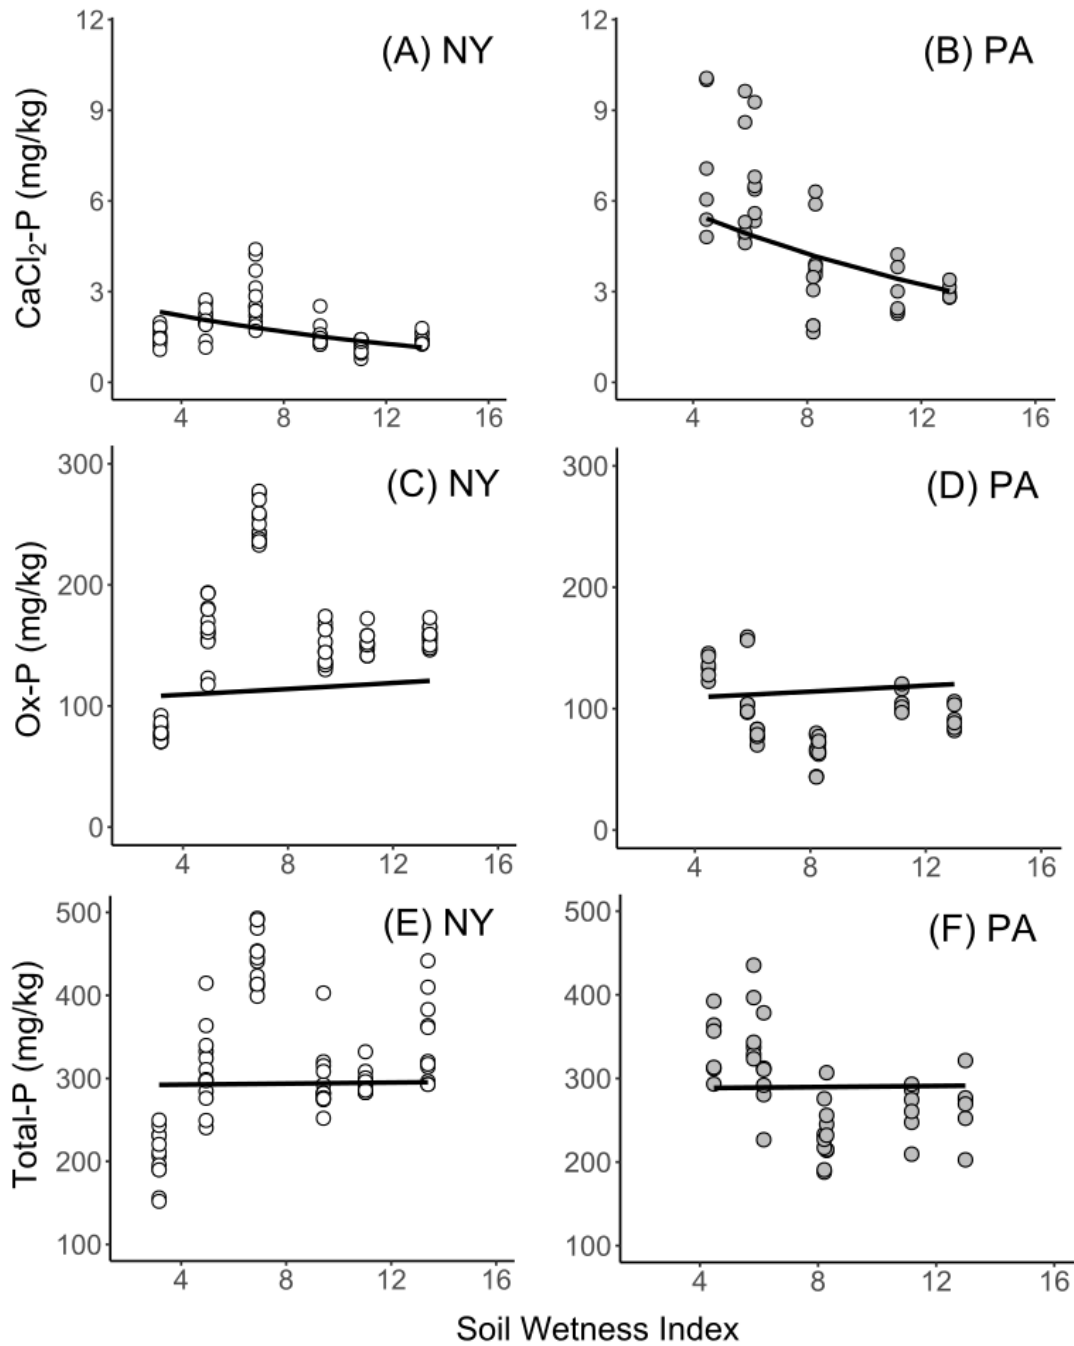 (A) NY
(B) PA
CaCl₂-P (mg/kg)
12
9
6
3
0
4 8 12 16
12
9
6
3
0
4 8 12 16
(C) NY
(D) PA
Ox-P (mg/kg)
300
200
100
0
4 8 12 16
300
200
100
0
4 8 12 16
(E) NY
(F) PA
Total-P (mg/kg)
500
400
300
200
100
4 8 12 16
500
400
300
200
100
4 8 12 16
Soil Wetness Index